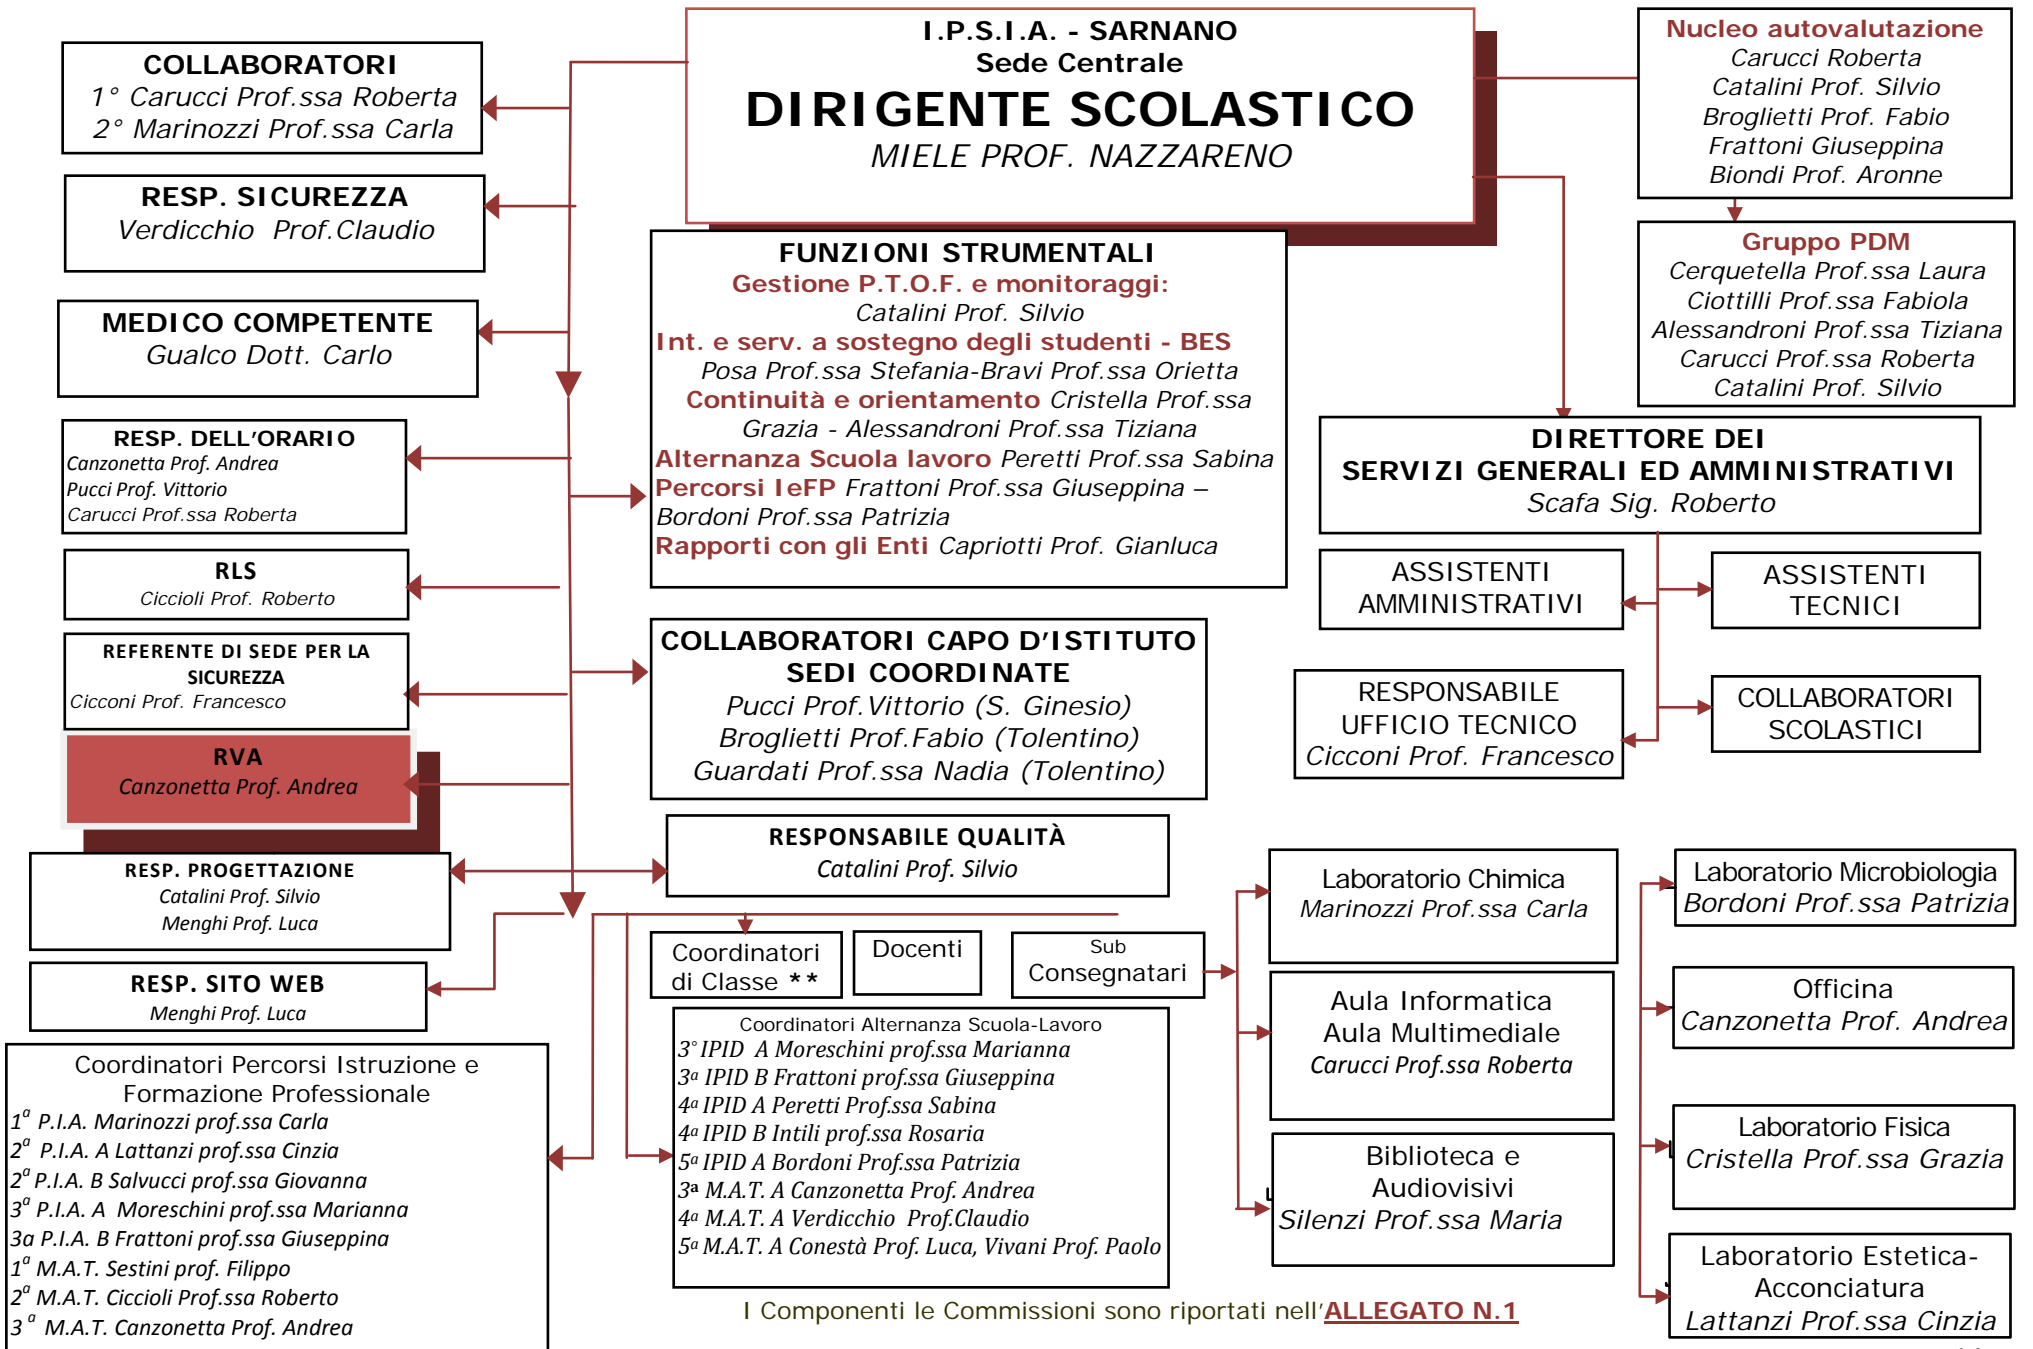 I.P.S.I.A. - SARNANO
Sede Centrale
DIRIGENTE SCOLASTICO
MIELE PROF. NAZZARENO
COLLABORATORI
1° Carucci Prof.ssa Roberta
2° Marinozzi Prof.ssa Carla
RESP. SICUREZZA
Verdicchio Prof.Claudio
MEDICO COMPETENTE
Gualco Dott. Carlo
RESP. DELL'ORARIO
Canzonetta Prof. Andrea
Pucci Prof. Vittorio
Carucci Prof.ssa Roberta
RLS
Ciccioli Prof. Roberto
REFERENTE DI SEDE PER LA
SICUREZZA
Cicconi Prof. Francesco
RVA
Canzonetta Prof. Andrea
RESP. PROGETTAZIONE
Catalini Prof. Silvio
Menghi Prof. Luca
RESP. SITO WEB
Menghi Prof. Luca
Coordinatori Percorsi Istruzione e
Formazione Professionale
1ª P.I.A. Marinozzi prof.ssa Carla
2ª P.I.A. A Lattanzi prof.ssa Cinzia
2ª P.I.A. B Salvucci prof.ssa Giovanna
3ª P.I.A. A Moreschini prof.ssa Marianna
3a P.I.A. B Frattoni prof.ssa Giuseppina
1ª M.A.T. Sestini prof. Filippo
2ª M.A.T. Ciccioli Prof.ssa Roberto
3 ª M.A.T. Canzonetta Prof. Andrea
FUNZIONI STRUMENTALI
Gestione P.T.O.F. e monitoraggi:
Catalini Prof. Silvio
Int. e serv. a sostegno degli studenti - BES
Posa Prof.ssa Stefania-Bravi Prof.ssa Orietta
Continuità e orientamento Cristella Prof.ssa
Grazia - Alessandroni Prof.ssa Tiziana
Alternanza Scuola lavoro Peretti Prof.ssa Sabina
Percorsi IeFP Frattoni Prof.ssa Giuseppina –
Bordoni Prof.ssa Patrizia
Rapporti con gli Enti Capriotti Prof. Gianluca
COLLABORATORI CAPO D'ISTITUTO
SEDI COORDINATE
Pucci Prof.Vittorio (S. Ginesio)
Broglietti Prof.Fabio (Tolentino)
Guardati Prof.ssa Nadia (Tolentino)
RESPONSABILE QUALITÀ
Catalini Prof. Silvio
Coordinatori
di Classe **
Docenti
Sub
Consegnatari
Coordinatori Alternanza Scuola-Lavoro
3° IPID A Moreschini prof.ssa Marianna
3ª IPID B Frattoni prof.ssa Giuseppina
4ª IPID A Peretti Prof.ssa Sabina
4ª IPID B Intili prof.ssa Rosaria
5ª IPID A Bordoni Prof.ssa Patrizia
3ª M.A.T. A Canzonetta Prof. Andrea
4ª M.A.T. A Verdicchio Prof.Claudio
5ª M.A.T. A Conestà Prof. Luca, Vivani Prof. Paolo
Nucleo autovalutazione
Carucci Roberta
Catalini Prof. Silvio
Broglietti Prof. Fabio
Frattoni Giuseppina
Biondi Prof. Aronne
Gruppo PDM
Cerquetella Prof.ssa Laura
Ciottilli Prof.ssa Fabiola
Alessandroni Prof.ssa Tiziana
Carucci Prof.ssa Roberta
Catalini Prof. Silvio
DIRETTORE DEI
SERVIZI GENERALI ED AMMINISTRATIVI
Scafa Sig. Roberto
ASSISTENTI
AMMINISTRATIVI
ASSISTENTI
TECNICI
RESPONSABILE
UFFICIO TECNICO
Cicconi Prof. Francesco
COLLABORATORI
SCOLASTICI
Laboratorio Chimica
Marinozzi Prof.ssa Carla
Aula Informatica
Aula Multimediale
Carucci Prof.ssa Roberta
Biblioteca e
Audiovisivi
Silenzi Prof.ssa Maria
Laboratorio Microbiologia
Bordoni Prof.ssa Patrizia
Officina
Canzonetta Prof. Andrea
Laboratorio Fisica
Cristella Prof.ssa Grazia
Laboratorio Estetica-
Acconciatura
Lattanzi Prof.ssa Cinzia
I Componenti le Commissioni sono riportati nell'ALLEGATO N.1